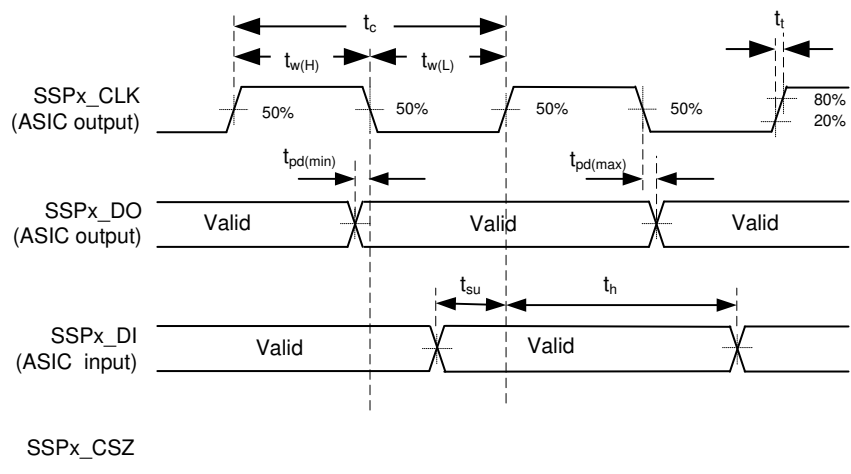 t_c
t_t
t_w(H)
t_w(L)
SSPx_CLK
(ASIC output)
50%
50%
50%
50%
80%
20%
t_pd(min)
t_pd(max)
SSPx_DO
(ASIC output)
Valid
Valid
Valid
t_su
t_h
SSPx_DI
(ASIC input)
Valid
Valid
SSPx_CSZ